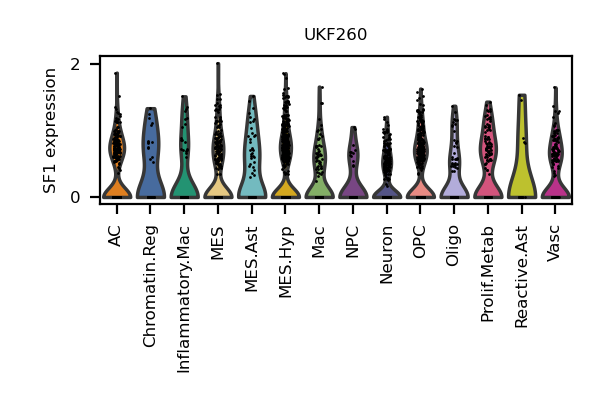 UKF260
SF1 expression
2
0
AC
Chromatin.Reg
Inflammatory.Mac
MES
MES.Ast
MES.Hyp
Mac
NPC
Neuron
OPC
Oligo
Prolif.Metab
Reactive.Ast
Vasc